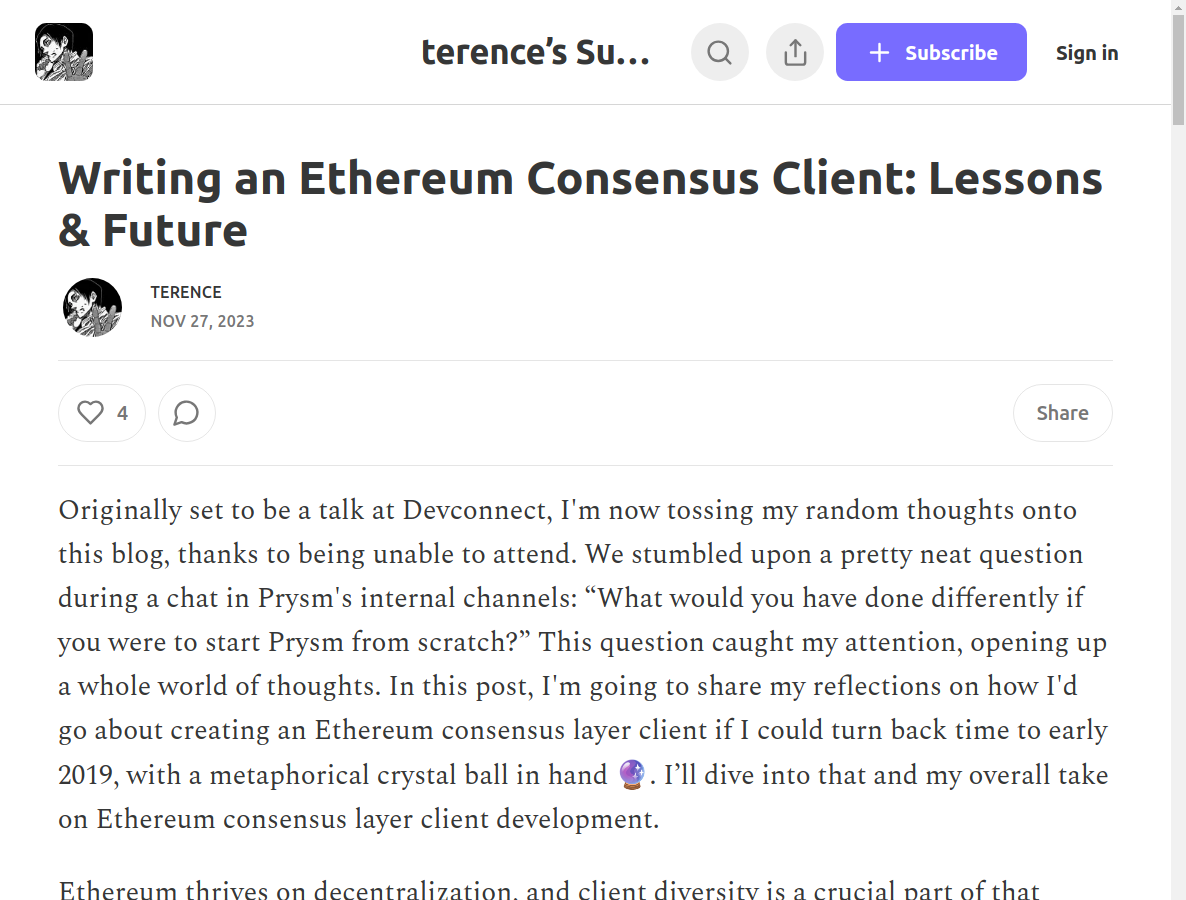 terence’s Su...
Subscribe
Sign in
Writing an Ethereum Consensus Client: Lessons
& Future
TERENCE
NOV 27, 2023
4
Share
Originally set to be a talk at Devconnect, I'm now tossing my random thoughts onto
this blog, thanks to being unable to attend. We stumbled upon a pretty neat question
during a chat in Prysm's internal channels: “What would you have done differently if
you were to start Prysm from scratch?” This question caught my attention, opening up
a whole world of thoughts. In this post, I'm going to share my reflections on how I'd
go about creating an Ethereum consensus layer client if I could turn back time to early
2019, with a metaphorical crystal ball in hand 🔮. I’ll dive into that and my overall take
on Ethereum consensus layer client development.
Ethereum thrives on decentralization, and client diversity is a crucial part of that